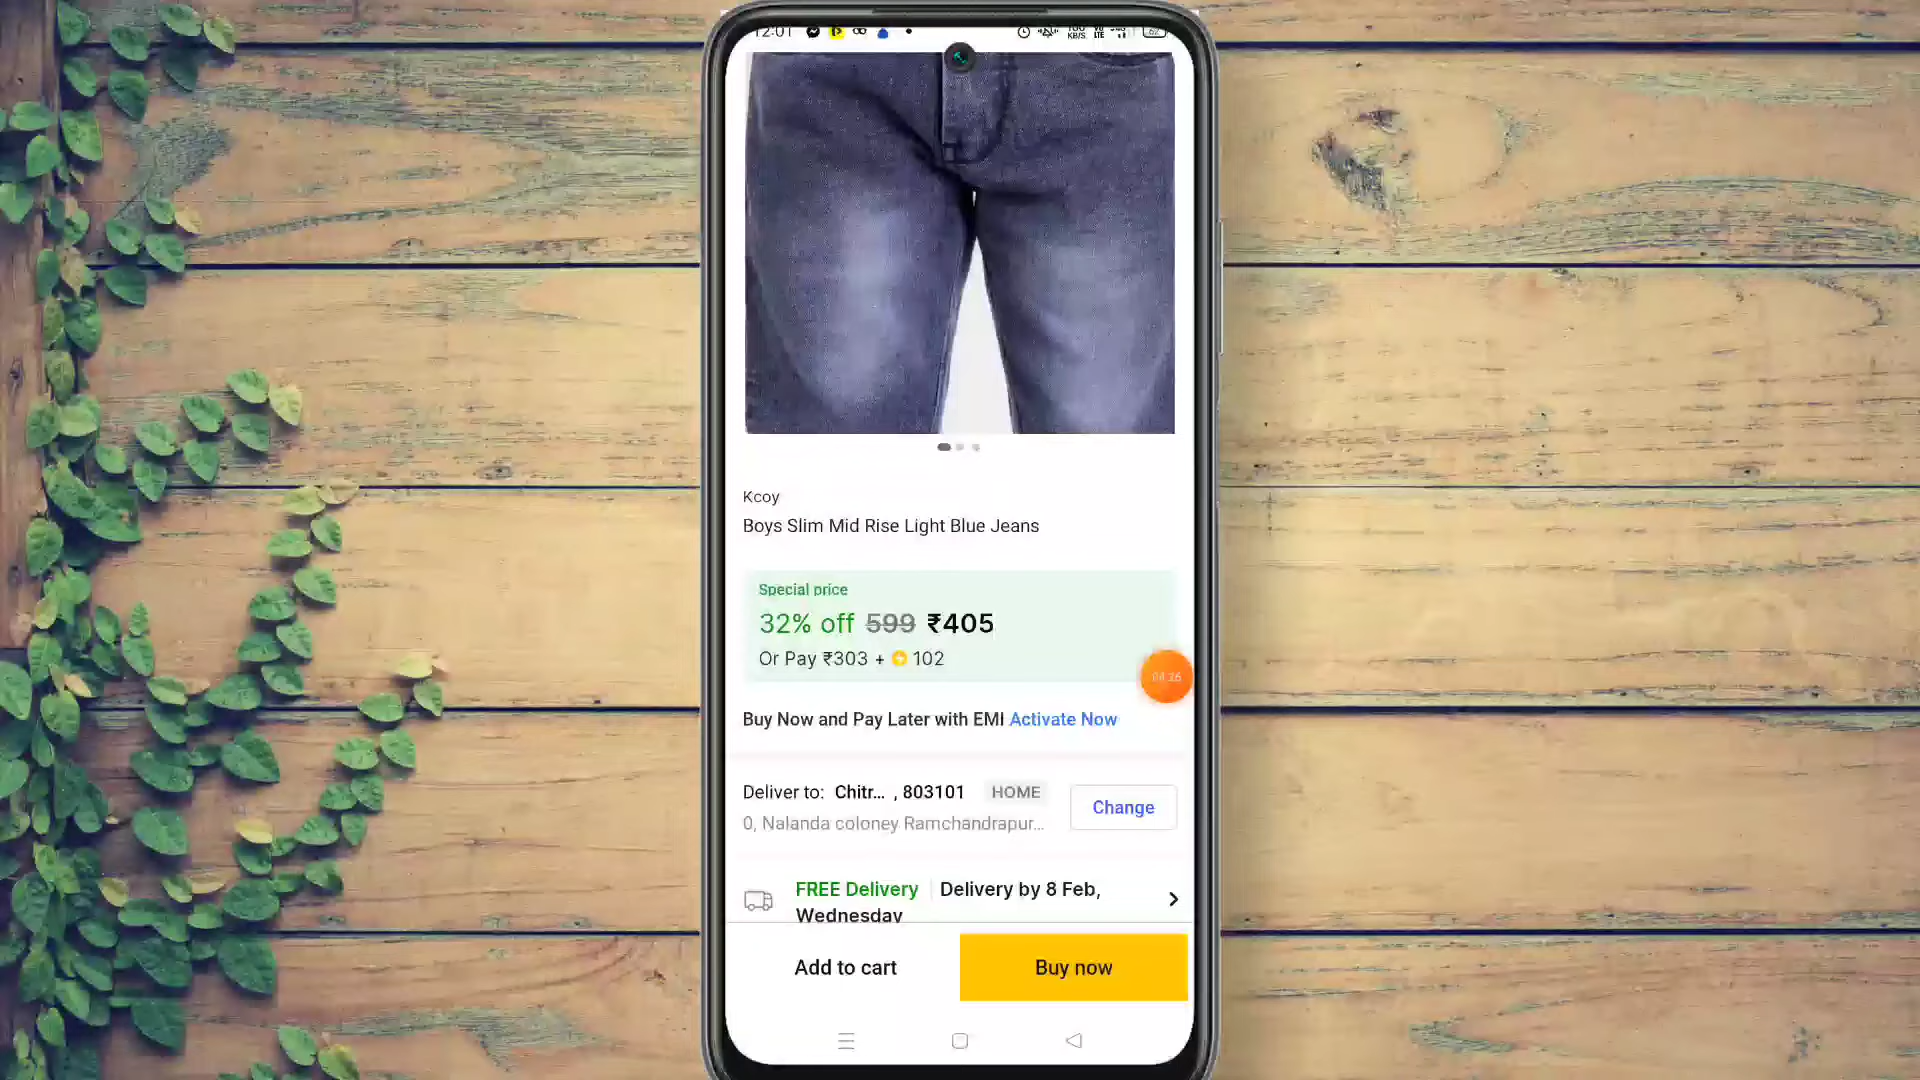 12:01
Kcoy
Boys Slim Mid Rise Light Blue Jeans
Special price
32% off 599 ₹405
Or Pay ₹303 + 102
Buy Now and Pay Later with EMI Activate Now
Deliver to: Chitr... , 803101 HOME
Change
0, Nalanda coloney Ramchandrapur...
FREE Delivery Delivery by 8 Feb,
Wednesday
Add to cart
Buy now